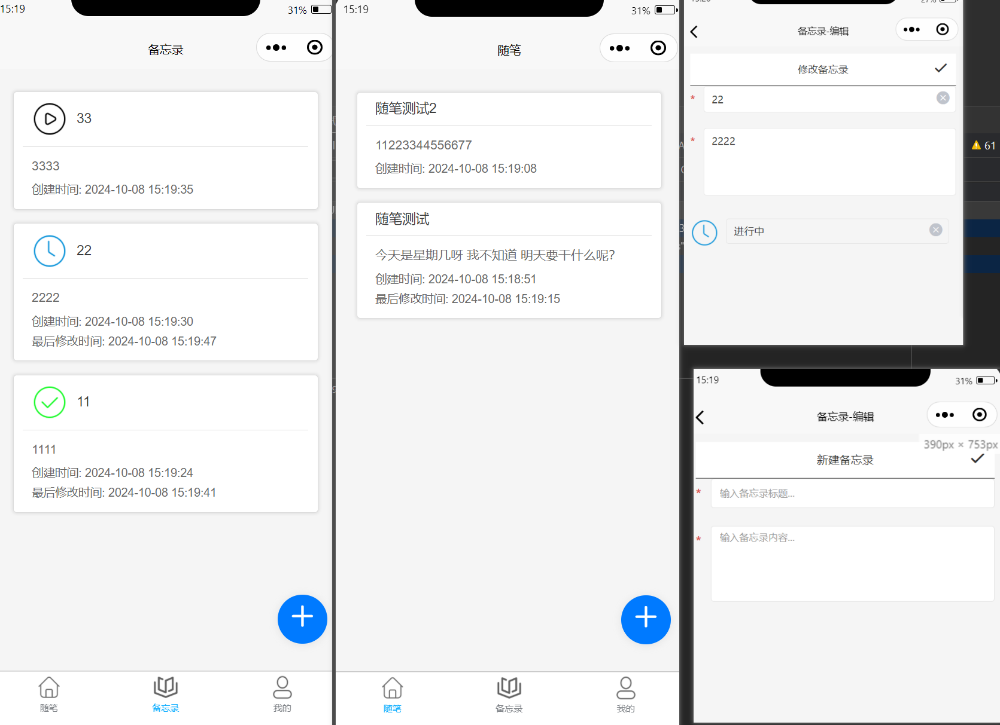 15:19
31%
备忘录
33
3333
创建时间: 2024-10-08 15:19:35
22
2222
创建时间: 2024-10-08 15:19:30
最后修改时间: 2024-10-08 15:19:47
11
1111
创建时间: 2024-10-08 15:19:24
最后修改时间: 2024-10-08 15:19:41
随笔
备忘录
我的
15:19
31%
随笔
随笔测试2
11223344556677
创建时间: 2024-10-08 15:19:08
随笔测试
今天是星期几呀 我不知道 明天要干什么呢?
创建时间: 2024-10-08 15:18:51
最后修改时间: 2024-10-08 15:19:15
随笔
备忘录
我的
27%
备忘录-编辑
修改备忘录
* 22
* 2222
进行中
61
15:19
31%
备忘录-编辑
390px × 753px
新建备忘录
* 输入备忘录标题...
* 输入备忘录内容...